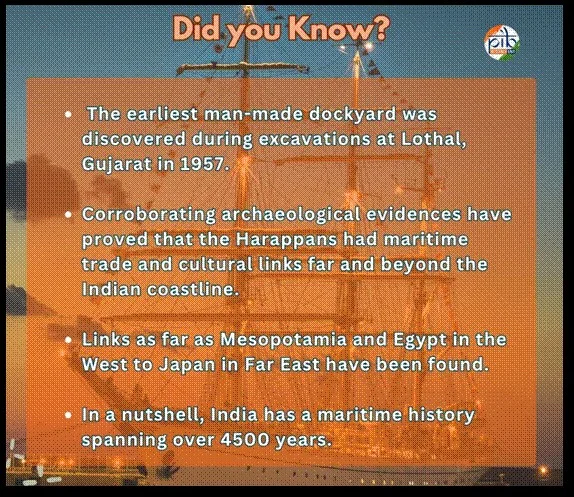 Did you Know?
pib
• The earliest man-made dockyard was
discovered during excavations at Lothal,
Gujarat in 1957.
• Corroborating archaeological evidences have
proved that the Harappans had maritime
trade and cultural links far and beyond the
Indian coastline.
• Links as far as Mesopotamia and Egypt in the
West to Japan in Far East have been found.
• In a nutshell, India has a maritime history
spanning over 4500 years.